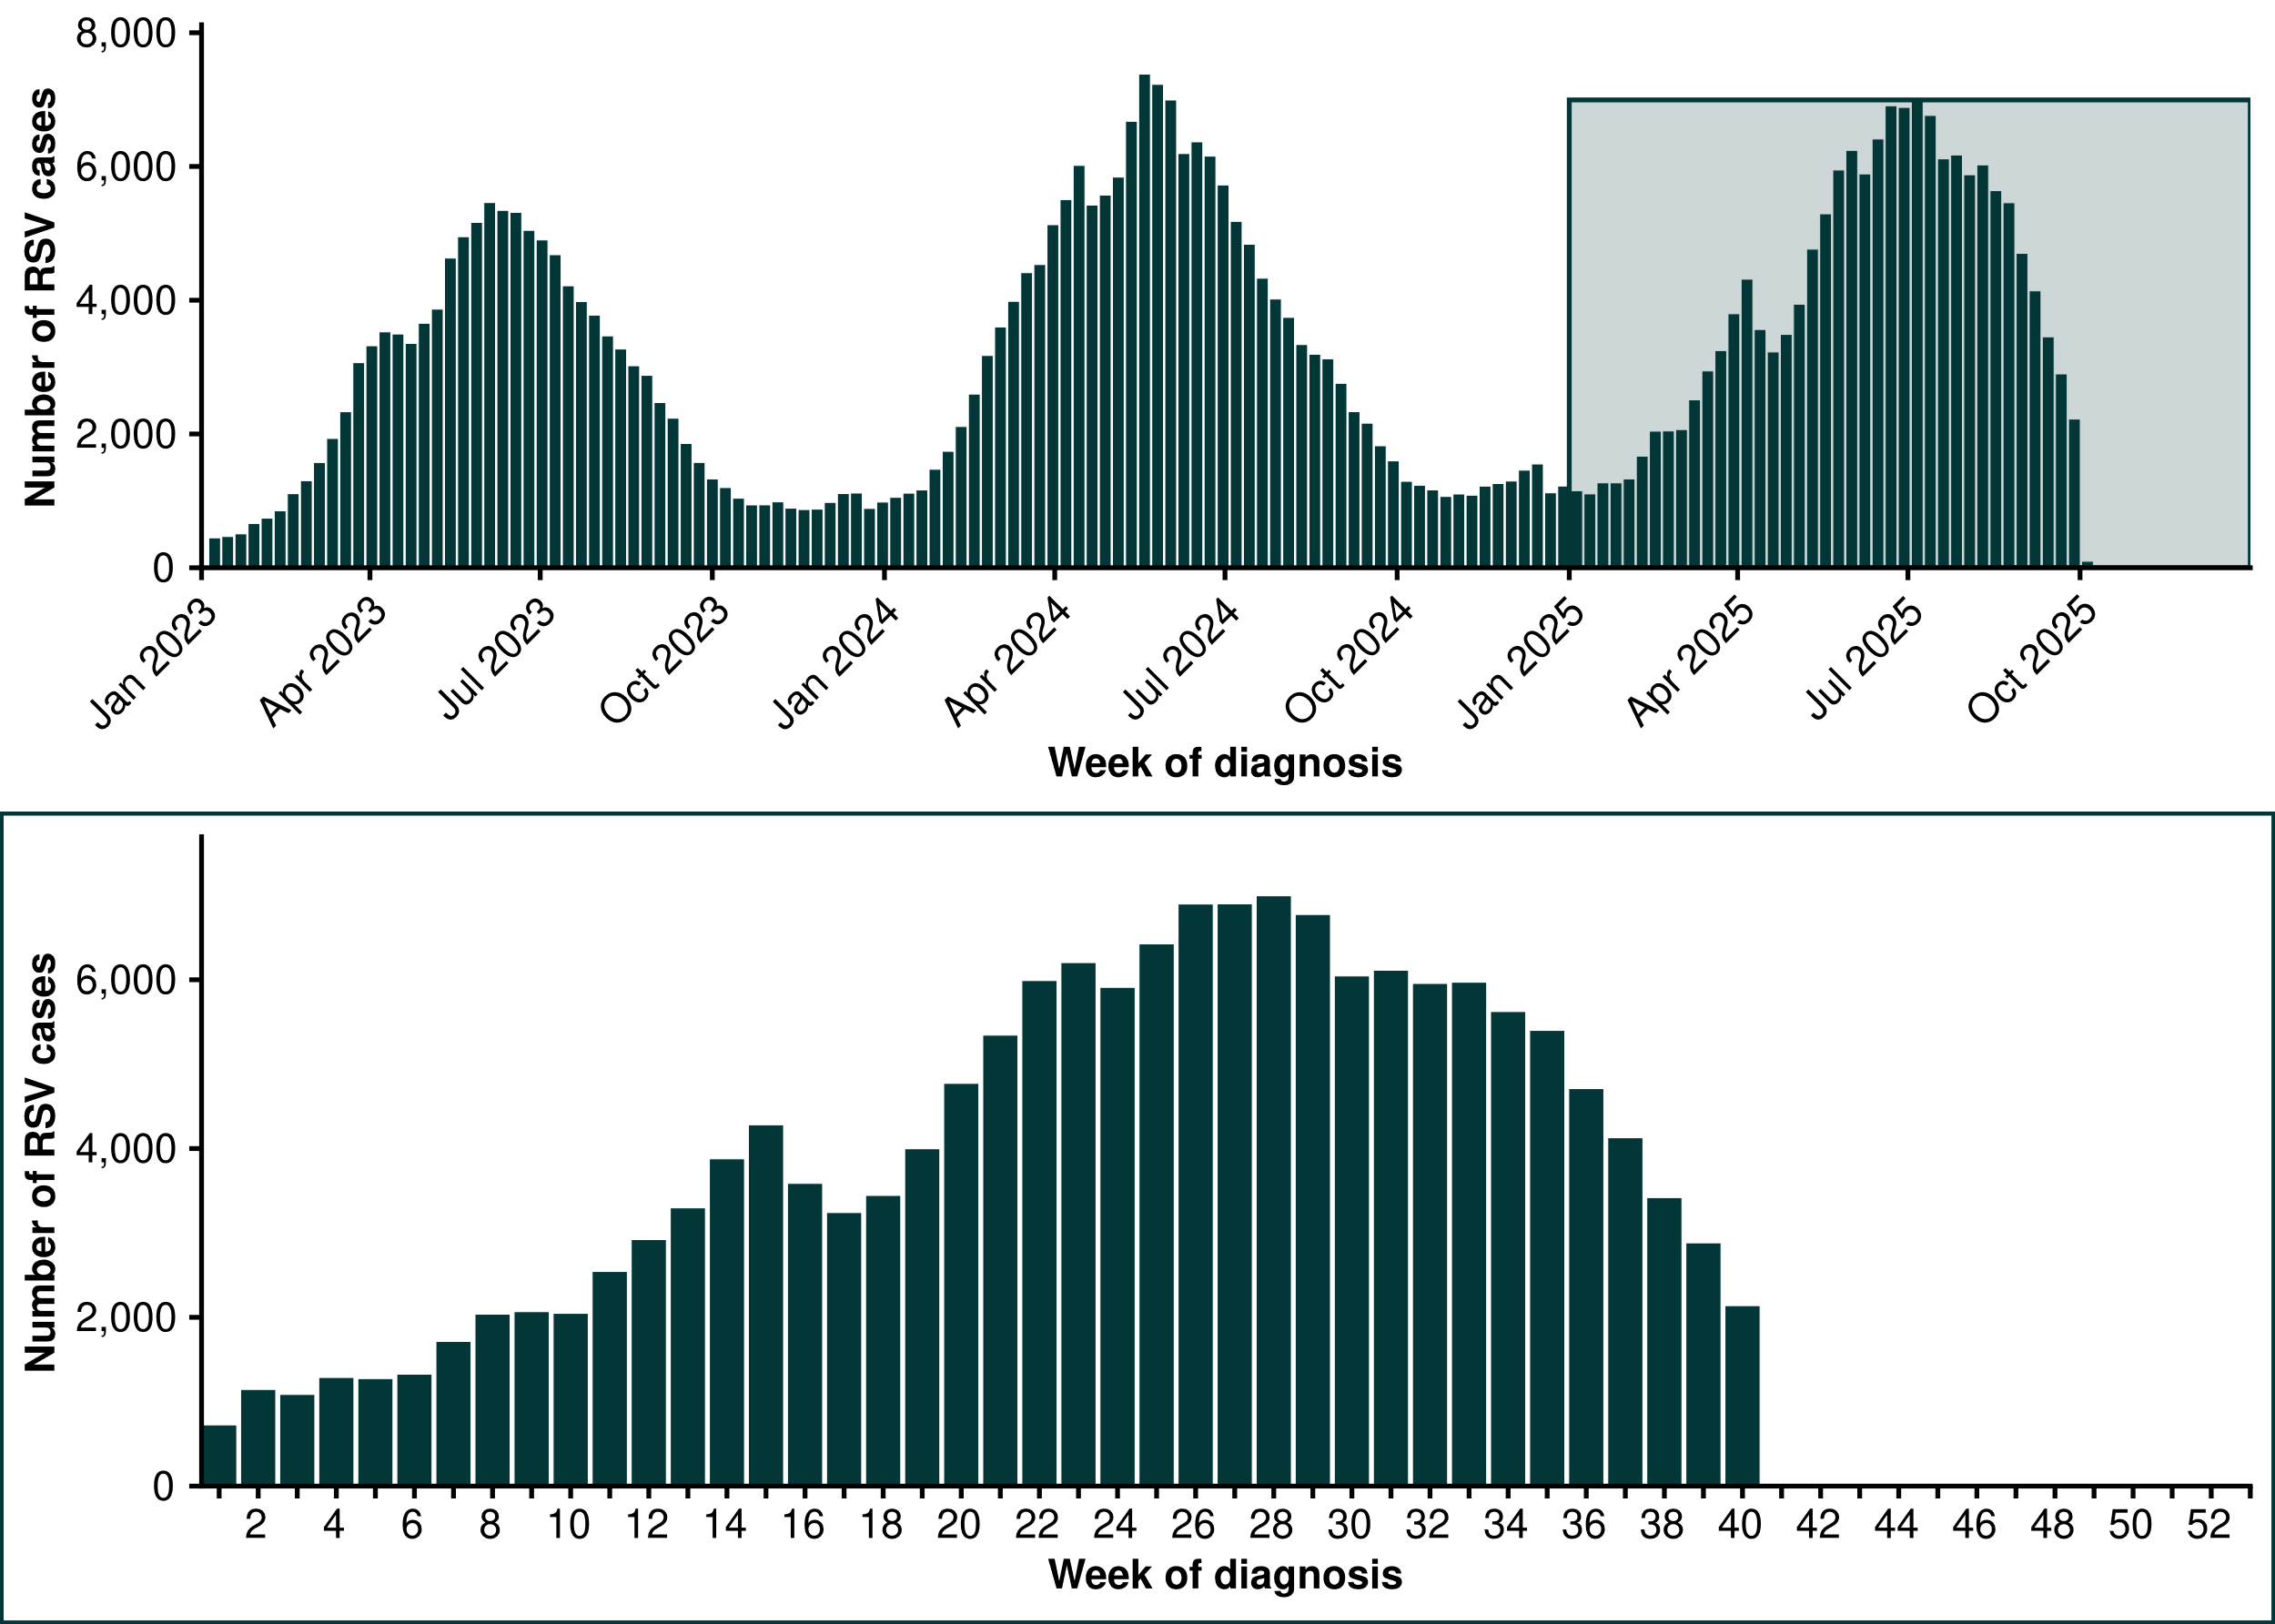 Number of RSV cases
8,000
6,000
4,000
2,000
0
Jan 2023
Apr 2023
Jul 2023
Oct 2023
Jan 2024
Apr 2024
Jul 2024
Oct 2024
Jan 2025
Apr 2025
Jul 2025
Oct 2025
Week of diagnosis
Number of RSV cases
6,000
4,000
2,000
0
2 4 6 8 10 12 14 16 18 20 22 24 26 28 30 32 34 36 38 40 42 44 46 48 50 52
Week of diagnosis